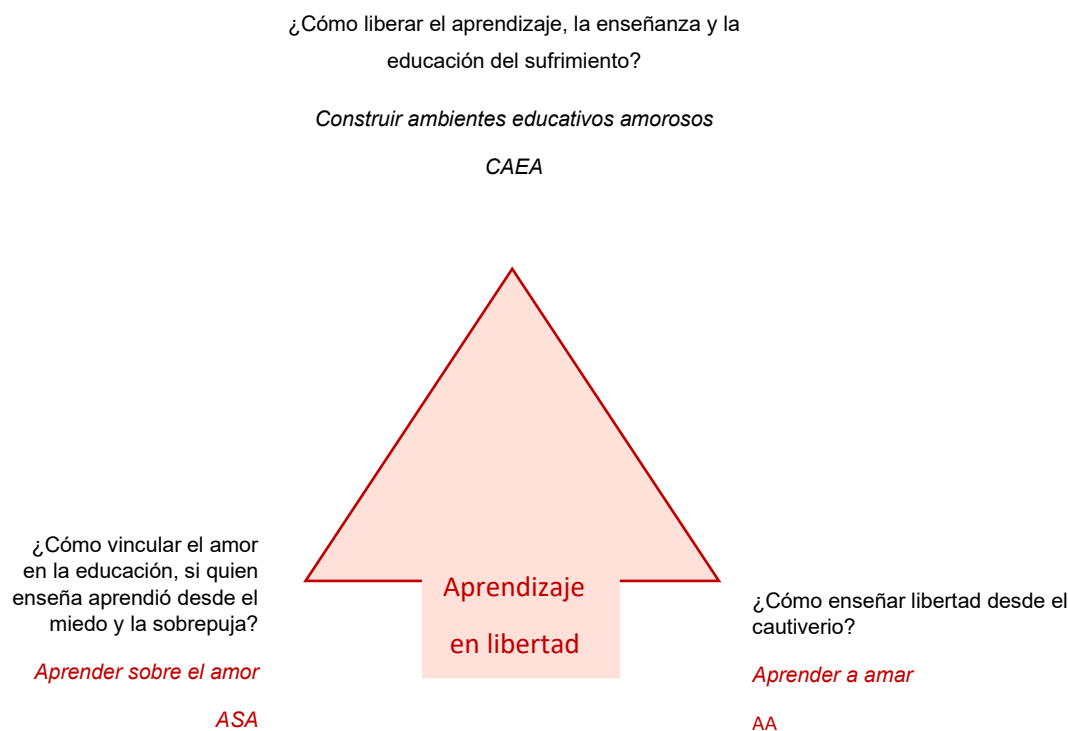 ¿Cómo liberar el aprendizaje, la enseñanza y la
educación del sufrimiento?
Construir ambientes educativos amorosos
CAEA
¿Cómo vincular el amor
en la educación, si quien
enseña aprendió desde el
miedo y la sobrepuja?
Aprender sobre el amor
ASA
Aprendizaje
en libertad
¿Cómo enseñar libertad desde el
cautiverio?
Aprender a amar
AA